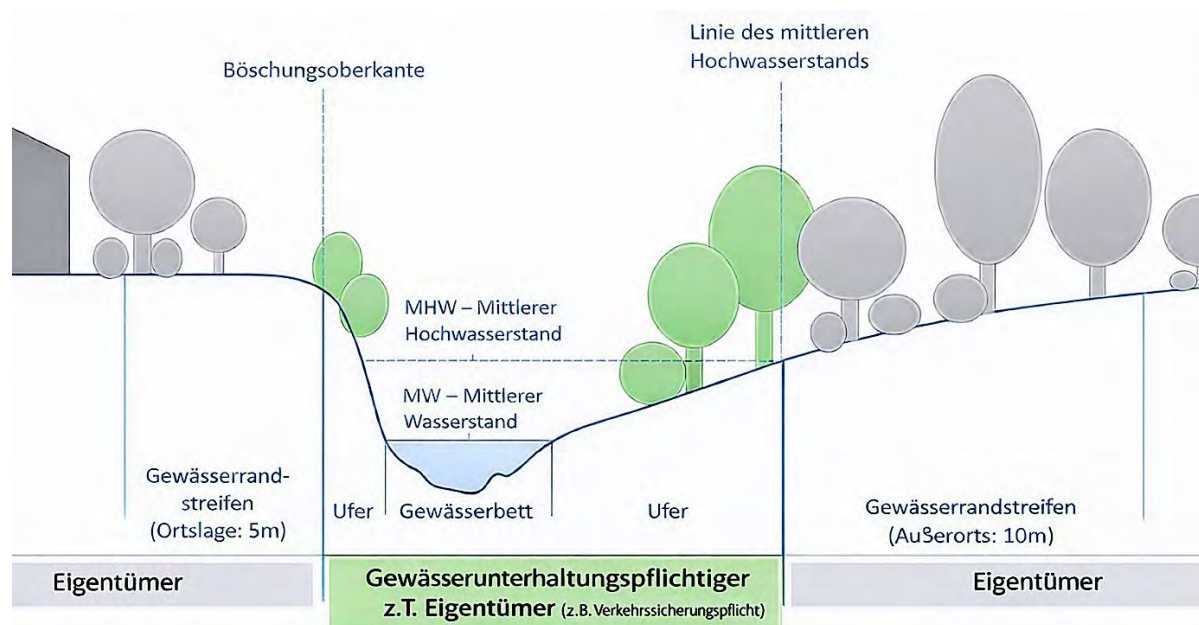 Böschungsoberkante
Linie des mittleren
Hochwasserstands
MHW – Mittlerer
Hochwasserstand
MW – Mittlerer
Wasserstand
Gewässerrand-
streifen
(Ortslage: 5m)
Ufer
Gewässerbett
Ufer
Gewässerrandstreifen
(Außerorts: 10m)
Eigentümer
Gewässerunterhaltungspflichtiger
z.T. Eigentümer (z.B. Verkehrssicherungspflicht)
Eigentümer